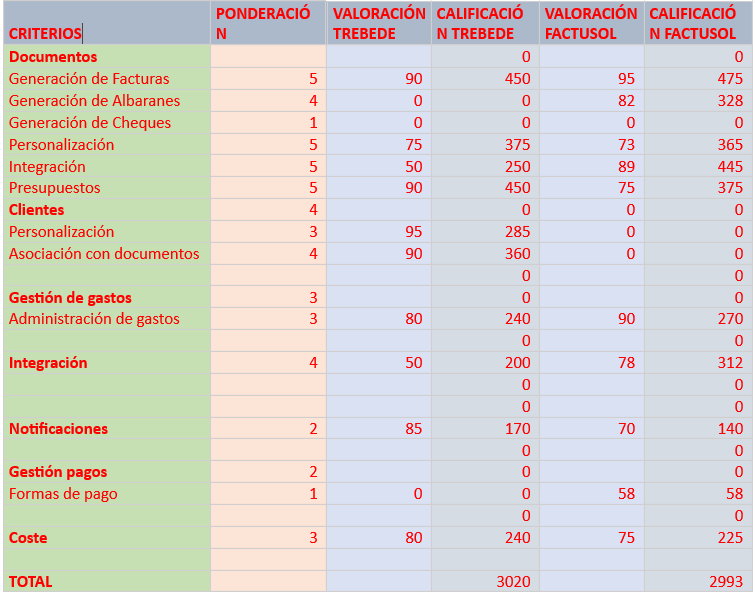 CRITERIOS PONDERACIÓ N VALORACIÓN TREBEDE CALIFICACIÓ N TREBEDE VALORACIÓN FACTUSOL CALIFICACIÓ N FACTUSOL
Documentos 0 0
Generación de Facturas 5 90 450 95 475
Generación de Albaranes 4 0 0 82 328
Generación de Cheques 1 0 0 0 0
Personalización 5 75 375 73 365
Integración 5 50 250 89 445
Presupuestos 5 90 450 75 375
Clientes 4 0 0 0
Personalización 3 95 285 0 0
Asociación con documentos 4 90 360 0 0
0 0
Gestión de gastos 3 0 0
Administración de gastos 3 80 240 90 270
0 0
Integración 4 50 200 78 312
0 0
0 0
Notificaciones 2 85 170 70 140
0 0
Gestión pagos 2 0 0
Formas de pago 1 0 0 58 58
0 0
Coste 3 80 240 75 225
TOTAL 3020 2993